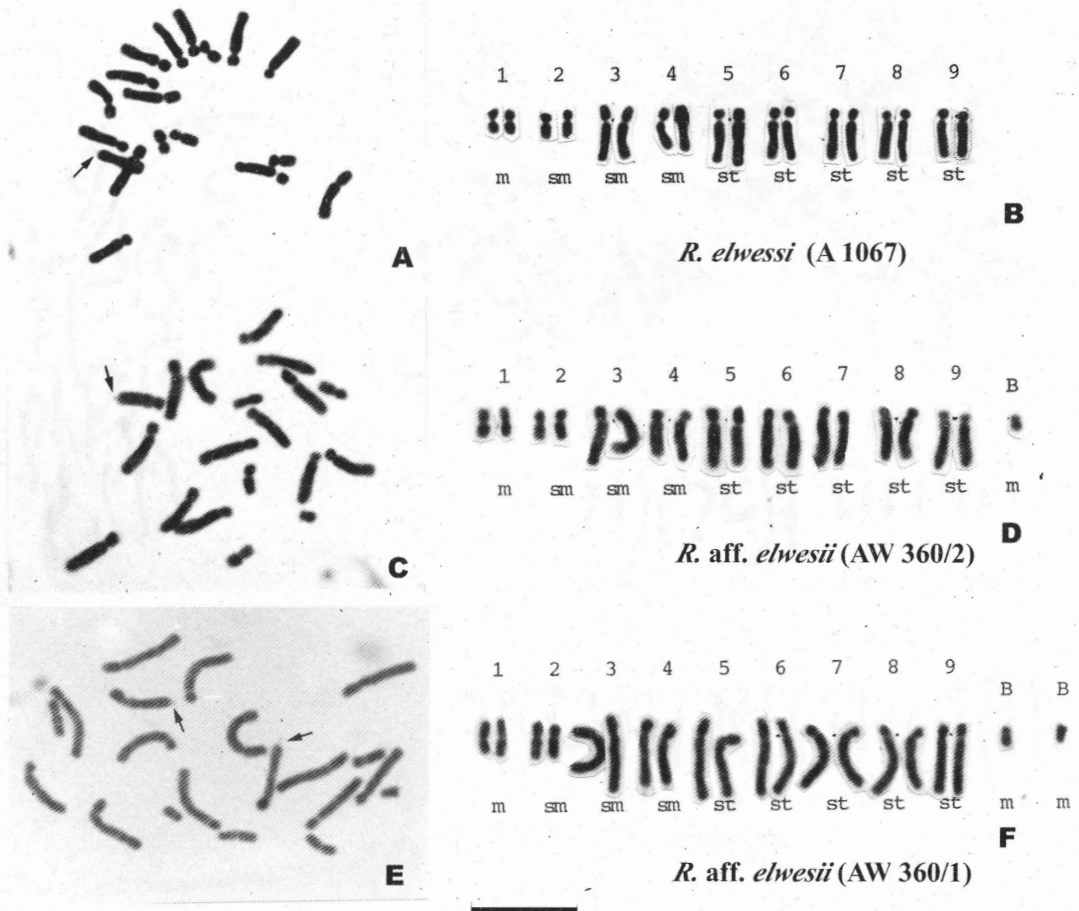 A
1 2 3 4 5 6 7 8 9
m sm sm sm st st st st st
B
R. elwessi (A 1067)
C
1 2 3 4 5 6 7 8 9 B
m sm sm sm st st st st st m
D
R. aff. elwesii (AW 360/2)
E
1 2 3 4 5 6 7 8 9 B B
m sm sm sm st st st st st m m
F
R. aff. elwesii (AW 360/1)